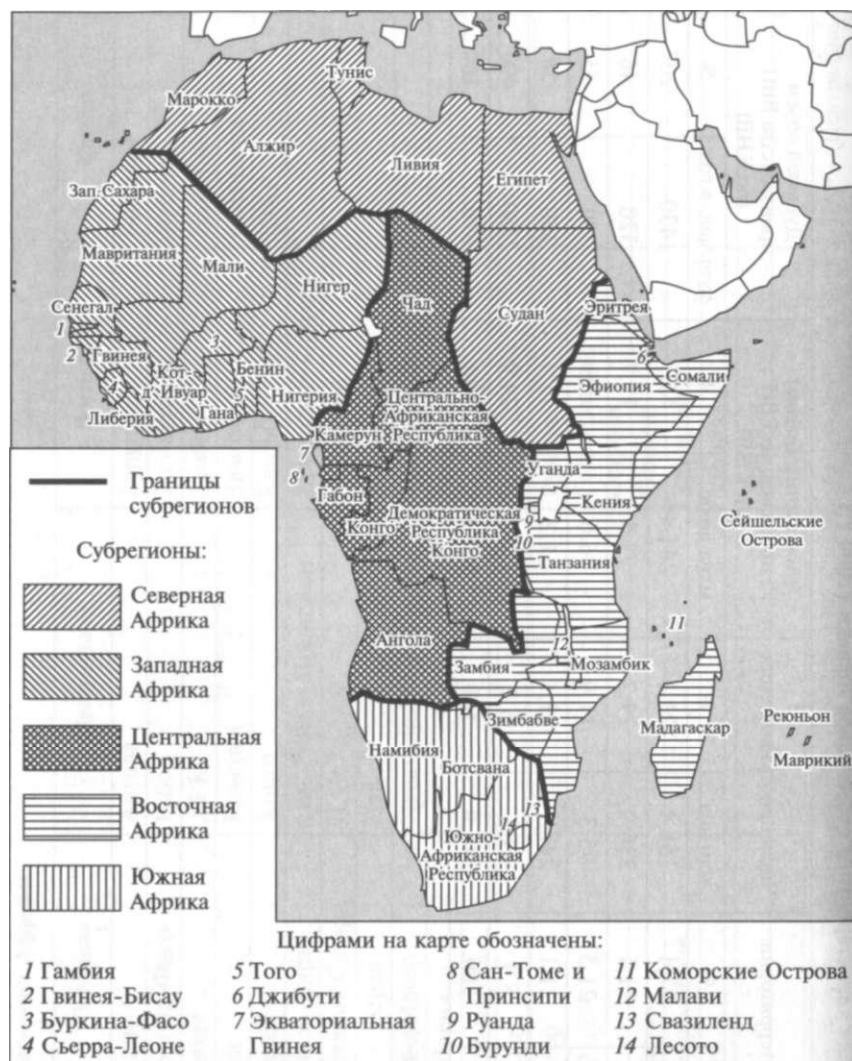 Тунис
Марокко
Алжир
Ливия
Египет
Зап. Сахара
Мавритания
Мали
Нигер
Чад
Судан
Эритрея
Сенегал
1
2
Гвинея
3
4
Кот-
д'Ивуар
Либерия
Гана
Бенин
5
Нигерия
6
Эфиопия
Сомали
Центрально-
Африканская
Республика
Камерун
7
8
Габон
Конго
Демократическая
Республика
Конго
Уганда
Кения
9
10
Танзания
Сейшельские
Острова
11
Ангола
Замбия
12
Мозамбик
Зимбабве
Мадагаскар
Реюньон
Маврикий
Намибия
Ботсвана
13
14
Южно-
Африканская
Республика
Границы
субрегионов
Субрегионы:
Северная
Африка
Западная
Африка
Центральная
Африка
Восточная
Африка
Южная
Африка
Цифрами на карте обозначены:
1 Гамбия
2 Гвинея-Бисау
3 Буркина-Фасо
4 Сьерра-Леоне
5 Того
6 Джибути
7 Экваториальная
Гвинея
8 Сан-Томе и
Принсипи
9 Руанда
10 Бурунди
11 Коморские Острова
12 Малави
13 Свазиленд
14 Лесото